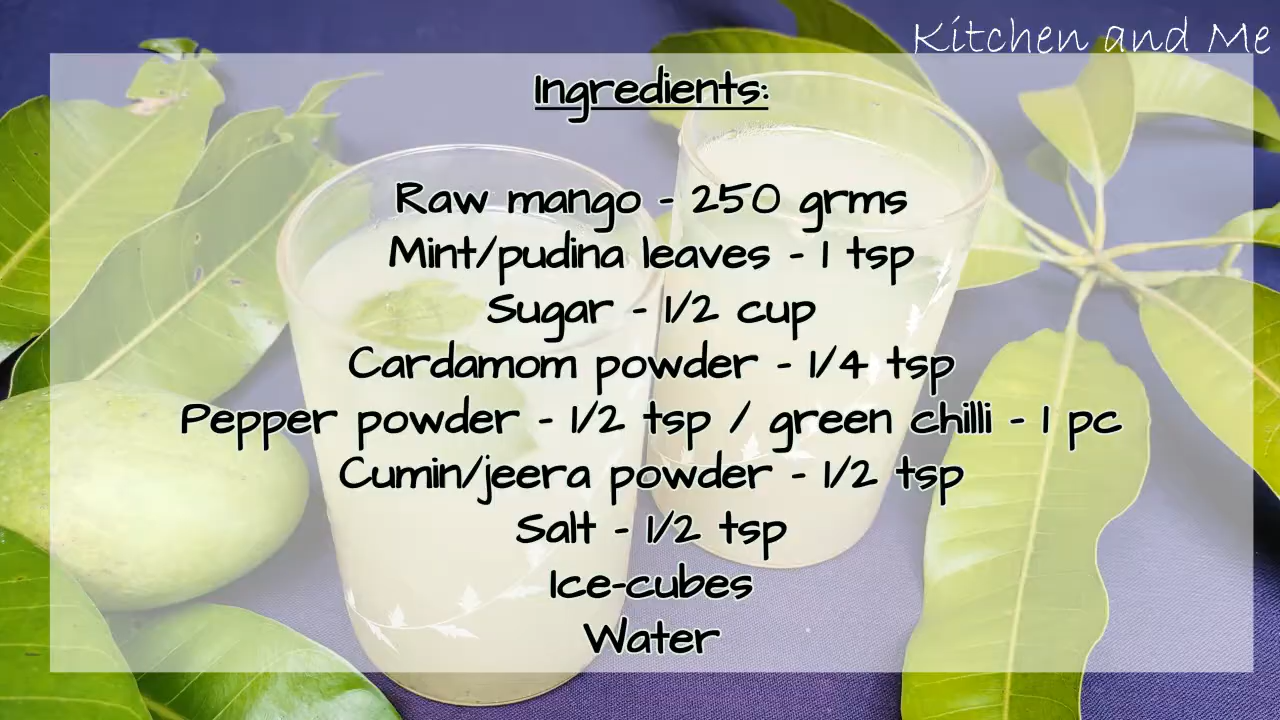 Kitchen and Me
Ingredients:
Raw mango - 250 grms
Mint/pudina leaves - 1 tsp
Sugar - 1/2 cup
Cardamom powder - 1/4 tsp
Pepper powder - 1/2 tsp / green chilli - 1 pc
Cumin/jeera powder - 1/2 tsp
Salt - 1/2 tsp
Ice-cubes
Water